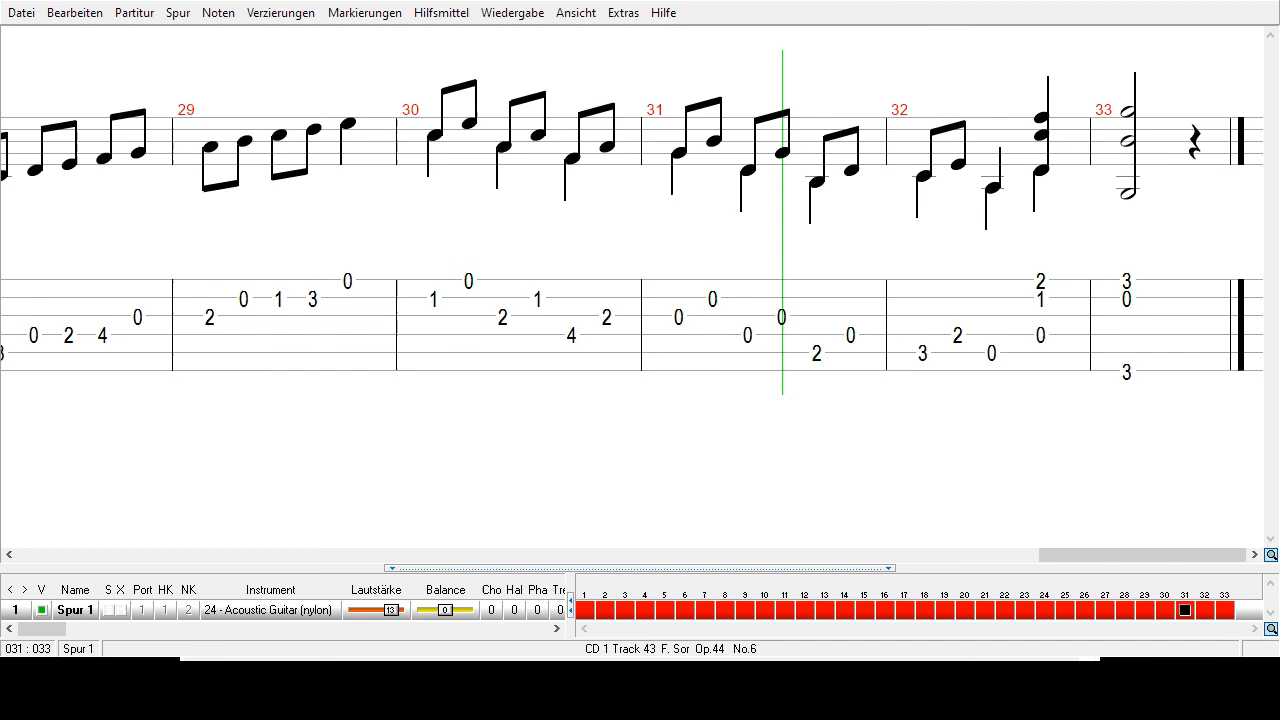 Datei Bearbeiten Partitur Spur Noten Verzierungen Markierungen Hilfsmittel Wiedergabe Ansicht Extras Hilfe
29 30 31 32 33
0 0 2 3
0 1 3 1 1 0 1 0
0 2 2 2 0 0
0 2 4 4 0 0 2 0
3 2 3 0
3
< > V Name S X Port HK NK Instrument Lautstärke Balance Cho Hal Pha Tre
1 2 3 4 5 6 7 8 9 10 11 12 13 14 15 16 17 18 19 20 21 22 23 24 25 26 27 28 29 30 31 32 33
1 Spur 1 1 1 2 24 - Acoustic Guitar (nylon) 13 0 0 0 0 0
031 : 033 Spur 1 CD 1 Track 43 F. Sor Op.44 No.6